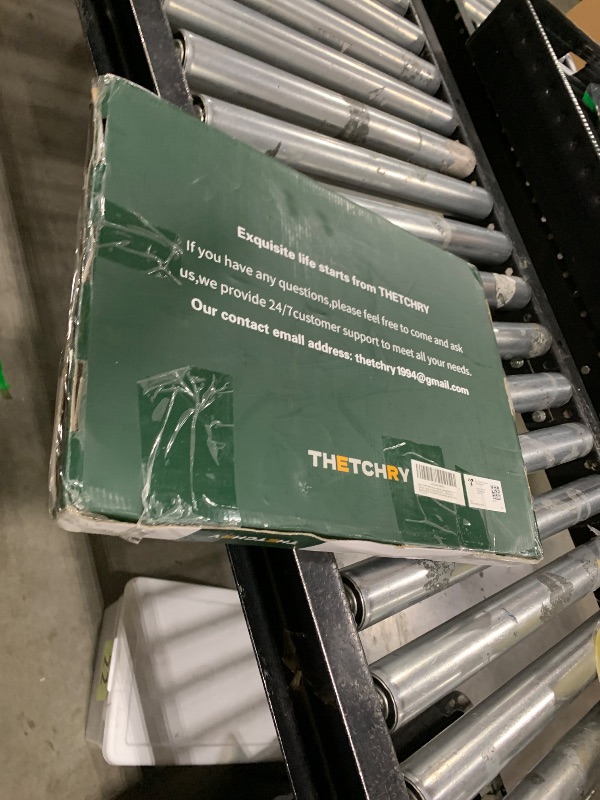 Exquisite life starts from THETCHRY
If you have any questions,please feel free to come and ask
us,we provide 24/7customer support to meet all your needs.
Our contact email address: thetchry1994@gmail.com
THETCHRY
THETCHRY